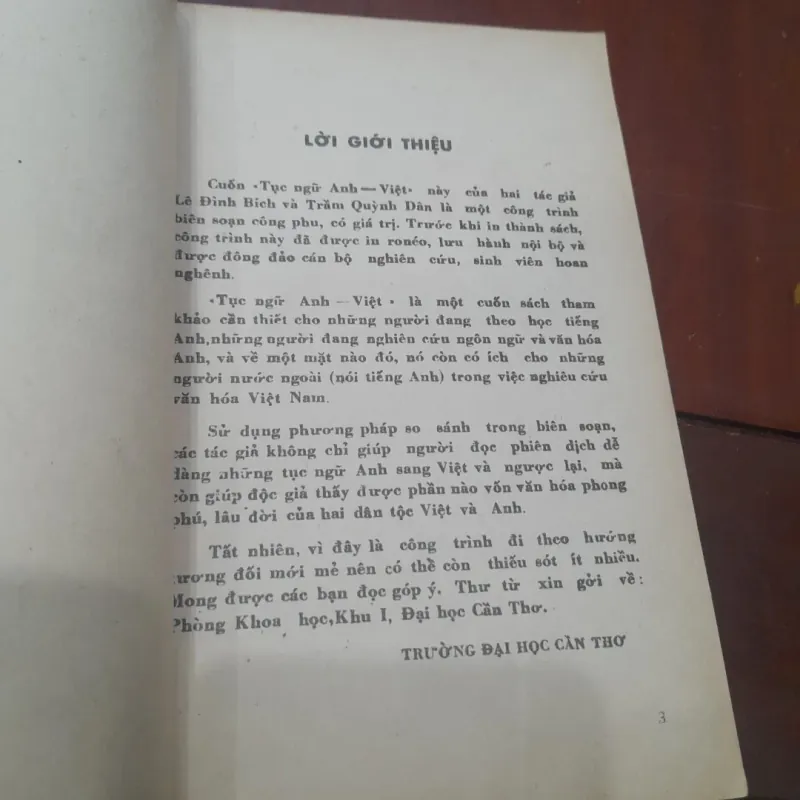 LỜI GIỚI THIỆU
Cuốn «Tục ngữ Anh — Việt» này của hai tác giả
Lê Đình Bích và Trầm Quỳnh Dân là một công trình
biên soạn công phu, có giá trị. Trước khi in thành sách,
công trình này đã được in ronéo, lưu hành nội bộ và
được đông đảo cán bộ nghiên cứu, sinh viên hoan
nghênh.
«Tục ngữ Anh — Việt» là một cuốn sách tham
khảo cần thiết cho những người đang theo học tiếng
Anh,những người đang nghiên cứu ngôn ngữ và văn hóa
Anh, và về một mặt nào đó, nó còn có ích cho những
người nước ngoài (nói tiếng Anh) trong việc nghiêu cứu
văn hóa Việt Nam.
Sử dụng phương pháp so sánh trong biên soạn,
các tác giả không chỉ giúp người đọc phiên dịch dễ
dàng những tục ngữ Anh sang Việt và ngược lại, mà
còn giúp độc giả thấy được phần nào vốn văn hóa phong
phú, lâu đời của hai dân tộc Việt và Anh.
Tất nhiên, vì đây là công trình đi theo hướng
tương đối mới mẻ nên có thể còn thiếu sót ít nhiều.
Mong được các bạn đọc góp ý. Thư từ xin gởi về:
Phòng Khoa học,Khu I, Đại học Cần Thơ.
TRƯỜNG ĐẠI HỌC CẦN THƠ
3